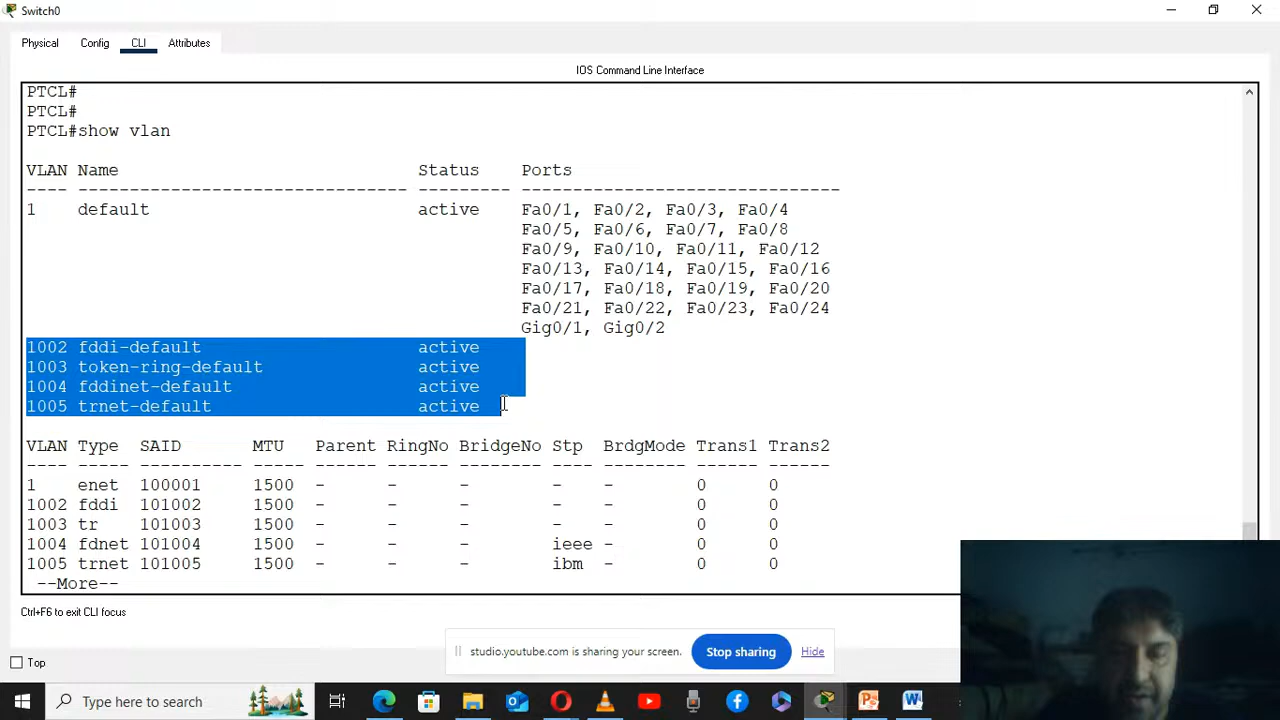 Switch0
Physical Config CLI Attributes
IOS Command Line Interface
PTCL#
PTCL#
PTCL#show vlan
VLAN Name Status Ports
---- -------------------------------- --------- -------------------------------
1 default active Fa0/1, Fa0/2, Fa0/3, Fa0/4
Fa0/5, Fa0/6, Fa0/7, Fa0/8
Fa0/9, Fa0/10, Fa0/11, Fa0/12
Fa0/13, Fa0/14, Fa0/15, Fa0/16
Fa0/17, Fa0/18, Fa0/19, Fa0/20
Fa0/21, Fa0/22, Fa0/23, Fa0/24
Gig0/1, Gig0/2
1002 fddi-default active
1003 token-ring-default active
1004 fddinet-default active
1005 trnet-default active
VLAN Type SAID MTU Parent RingNo BridgeNo Stp BrdgMode Trans1 Trans2
---- ----- ---------- ----- ------ ------ -------- ---- -------- ------ ------
1 enet 100001 1500 - - - - - 0 0
1002 fddi 101002 1500 - - - - - 0 0
1003 tr 101003 1500 - - - - - 0 0
1004 fdnet 101004 1500 - - - ieee - 0 0
1005 trnet 101005 1500 - - - ibm - 0 0
--More--
Ctrl+F6 to exit CLI focus
studio.youtube.com is sharing your screen. Stop sharing Hide
Top
Type here to search